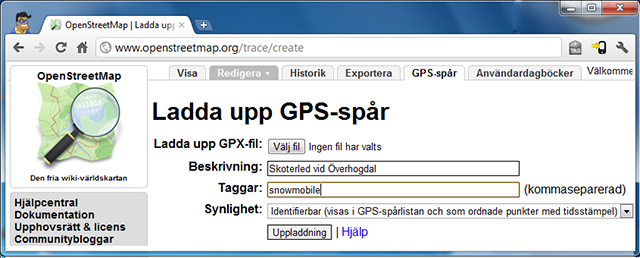 OpenStreetMap | Ladda up
www.openstreetmap.org/trace/create
TAG
OpenStreetMap
Den fria wiki-världskartan
Hjälpcentral
Dokumentation
Upphovsrätt & licens
Communitybloggar
Visa
Redigera
Historik
Exportera
GPS-spår
Användardagböcker
Välkomme
Ladda upp GPS-spår
Ladda upp GPX-fil: Välj fil Ingen fil har valts
Beskrivning: Skoterled vid Överhogdal
Taggar: snowmobile (kommaseparerad)
Synlighet: Identifierbar (visas i GPS-spårlistan och som ordnade punkter med tidsstämpel)
Uppladdning | Hjälp